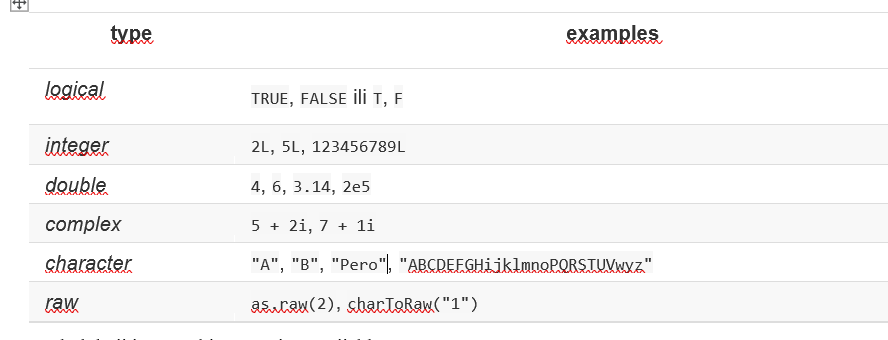 type examples
logical TRUE, FALSE ili T, F
integer 2L, 5L, 123456789L
double 4, 6, 3.14, 2e5
complex 5 + 2i, 7 + 1i
character "A", "B", "Pero", "ABCDEFGHijklmnoPQRSTUVwyz"
raw as.raw(2), charToRaw("1")